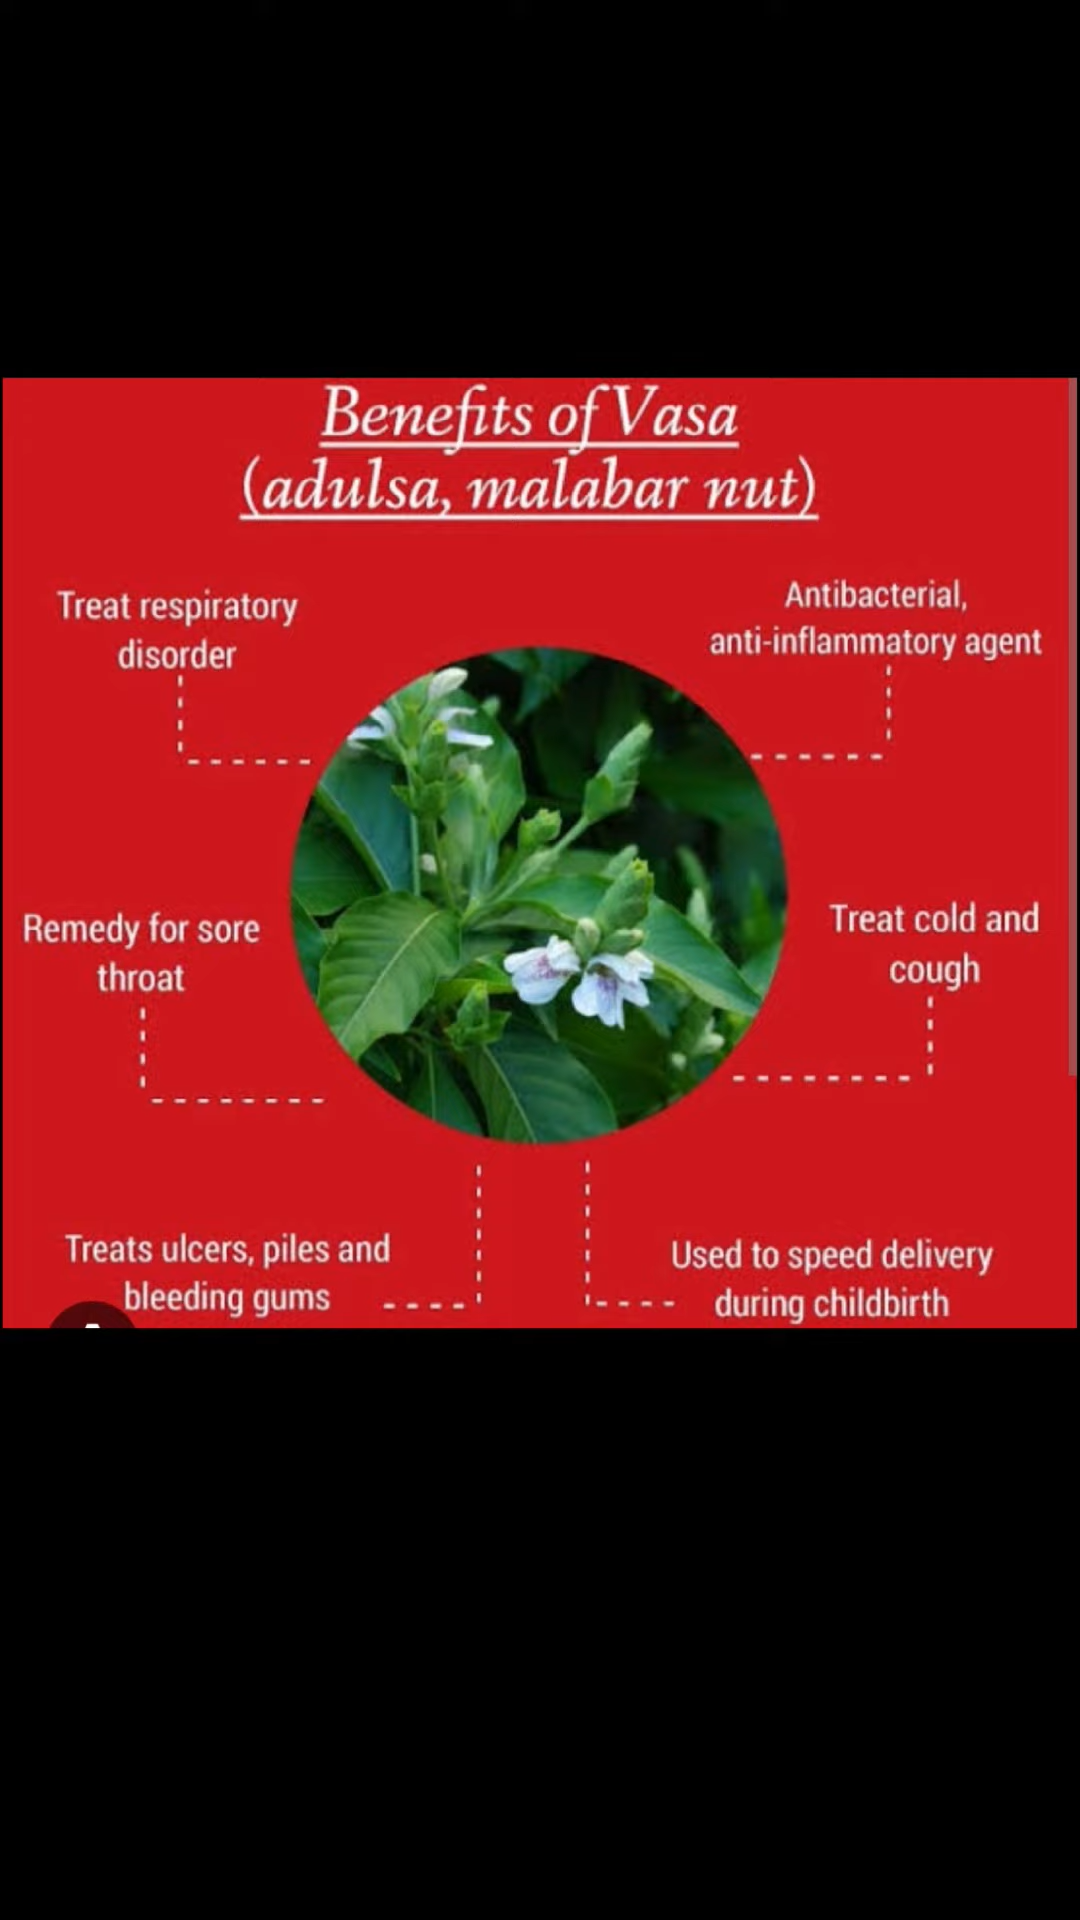 Benefits of Vasa
(adulsa, malabar nut)
Treat respiratory
disorder
Antibacterial,
anti-inflammatory agent
Remedy for sore
throat
Treat cold and
cough
Treats ulcers, piles and
bleeding gums
Used to speed delivery
during childbirth